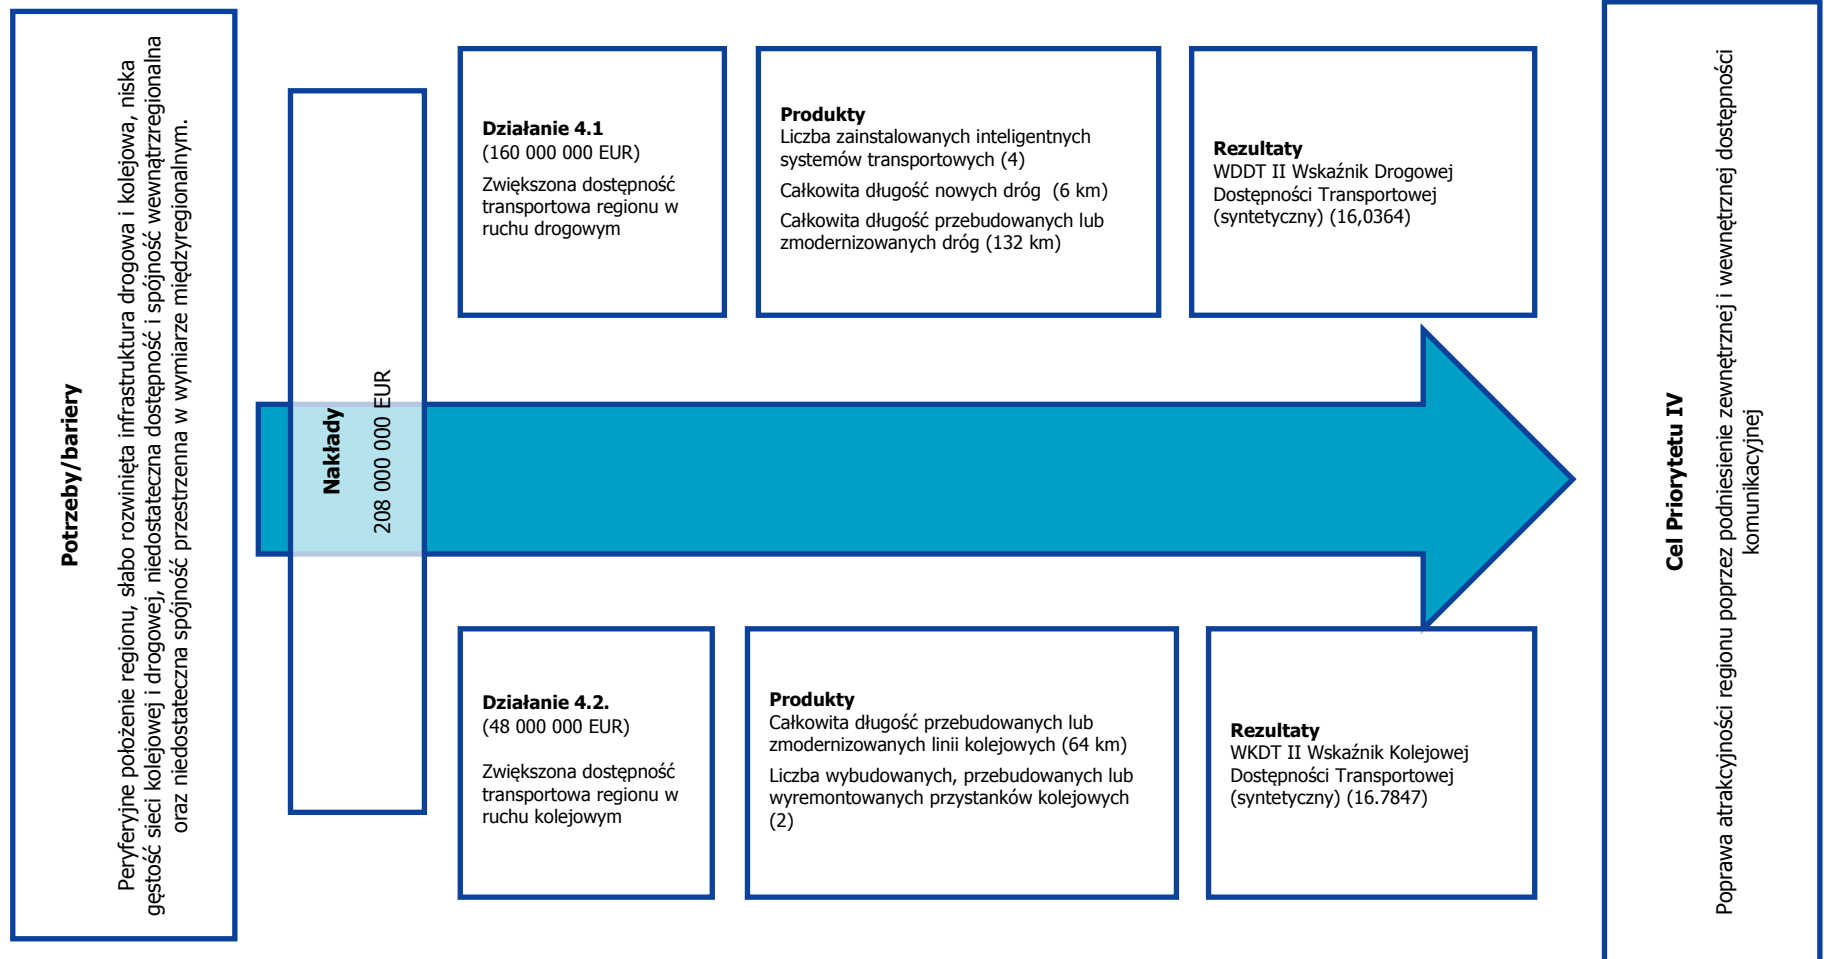 Potrzeby/bariery
Peryferyjne położenie regionu, słabo rozwinięta infrastruktura drogowa i kolejowa, niska
gęstość sieci kolejowej i drogowej, niedostateczna dostępność i spójność wewnątrzregionalna
oraz niedostateczna spójność przestrzenna w wymiarze międzyregionalnym.
Nakłady
208 000 000 EUR
Działanie 4.1
(160 000 000 EUR)
Zwiększona dostępność
transportowa regionu w
ruchu drogowym
Produkty
Liczba zainstalowanych inteligentnych
systemów transportowych (4)
Całkowita długość nowych dróg  (6 km)
Całkowita długość przebudowanych lub
zmodernizowanych dróg (132 km)
Rezultaty
WDDT II Wskaźnik Drogowej
Dostępności Transportowej
(syntetyczny) (16,0364)
Działanie 4.2.
(48 000 000 EUR)
Zwiększona dostępność
transportowa regionu w
ruchu kolejowym
Produkty
Całkowita długość przebudowanych lub
zmodernizowanych linii kolejowych (64 km)
Liczba wybudowanych, przebudowanych lub
wyremontowanych przystanków kolejowych
(2)
Rezultaty
WKDT II Wskaźnik Kolejowej
Dostępności Transportowej
(syntetyczny) (16.7847)
Cel Priorytetu IV
Poprawa atrakcyjności regionu poprzez podniesienie zewnętrznej i wewnętrznej dostępności
komunikacyjnej